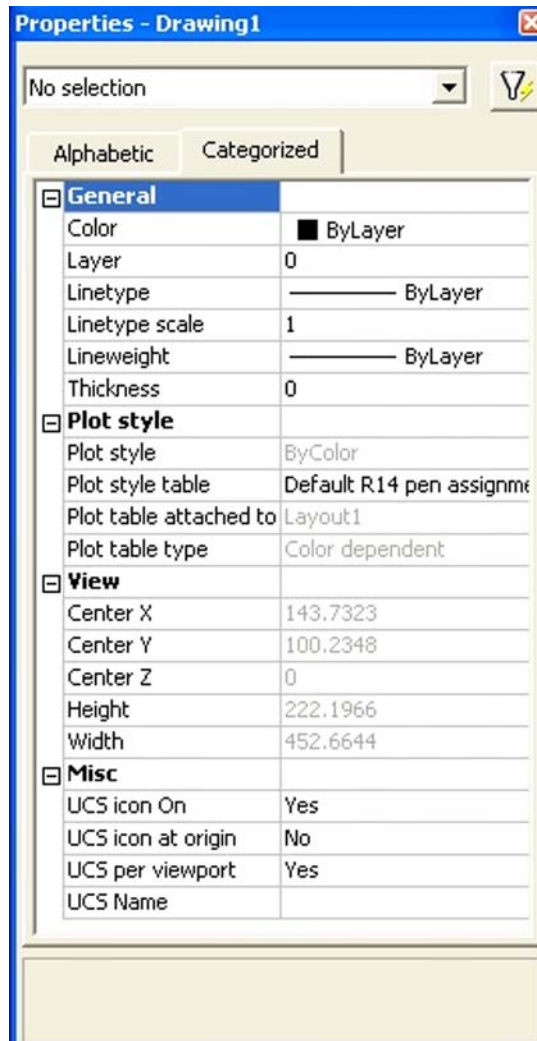 Properties - Drawing1
No selection
Alphabetic Categorized
General
Color ByLayer
Layer 0
Linetype ByLayer
Linetype scale 1
Lineweight ByLayer
Thickness 0
Plot style
Plot style ByColor
Plot style table Default R14 pen assignme
Plot table attached to Layout1
Plot table type Color dependent
View
Center X 143.7323
Center Y 100.2348
Center Z 0
Height 222.1966
Width 452.6644
Misc
UCS icon On Yes
UCS icon at origin No
UCS per viewport Yes
UCS Name